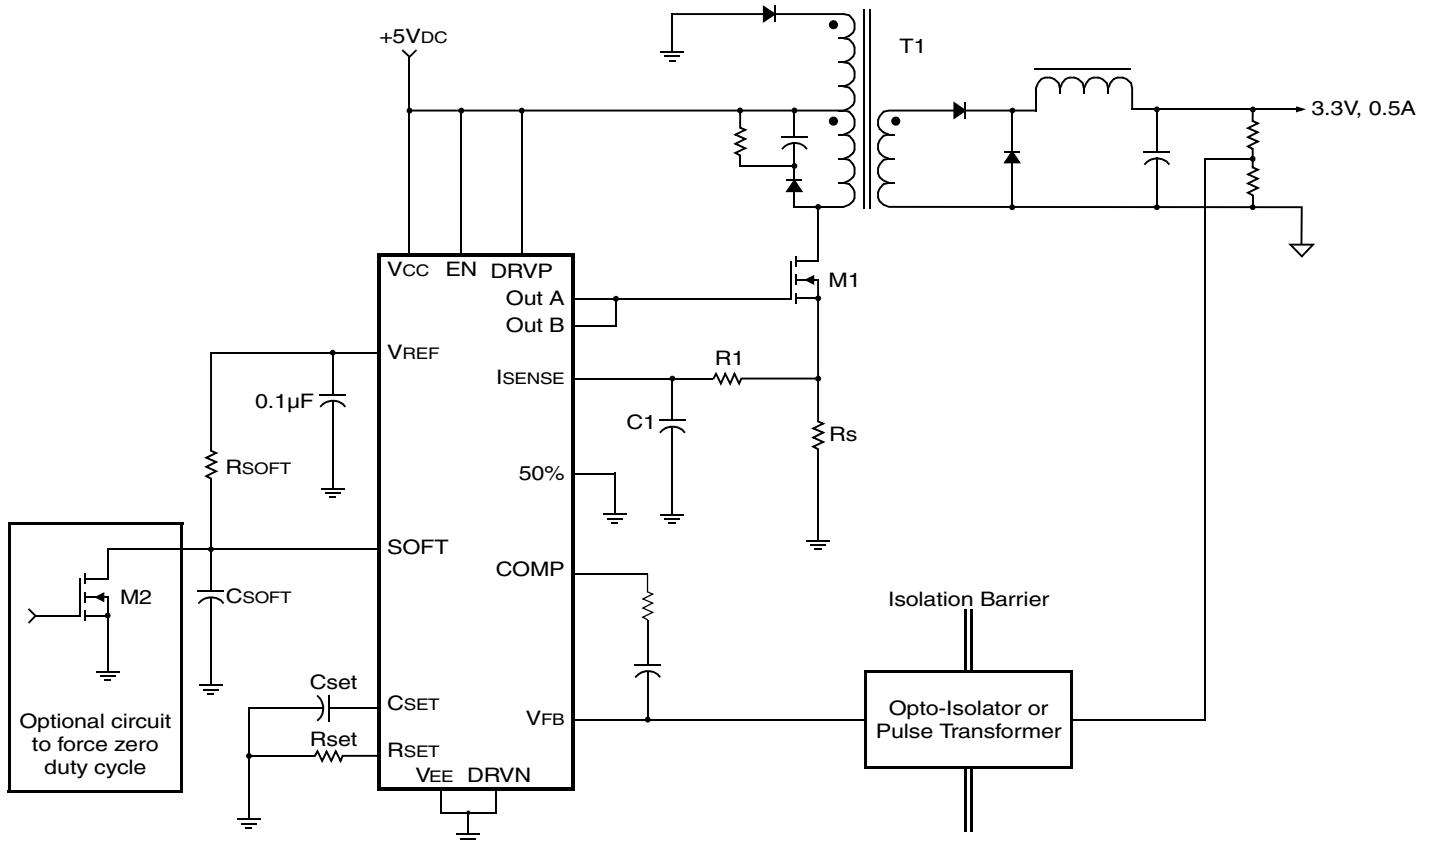 +5VDC
T1
3.3V, 0.5A
VCC EN DRVP
Out A
Out B
M1
VREF
ISENSE
R1
0.1µF
C1
Rs
RSOFT
50%
SOFT
COMP
M2
CSOFT
Isolation Barrier
Cset
CSET
VFB
Opto-Isolator or
Pulse Transformer
Optional circuit
to force zero
duty cycle
Rset
RSET
VEE DRVN